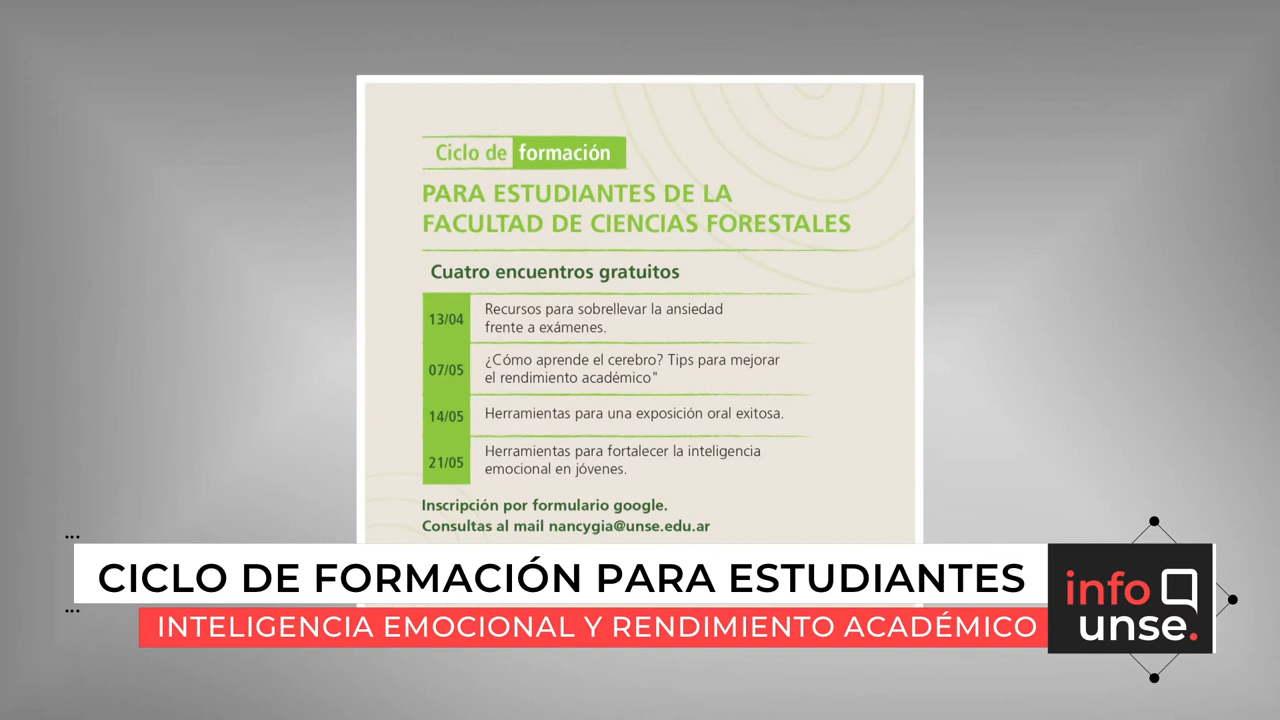 Ciclo de formación
PARA ESTUDIANTES DE LA
FACULTAD DE CIENCIAS FORESTALES
Cuatro encuentros gratuitos
13/04
Recursos para sobrellevar la ansiedad
frente a exámenes.
07/05
¿Cómo aprende el cerebro? Tips para mejorar
el rendimiento académico"
14/05
Herramientas para una exposición oral exitosa.
21/05
Herramientas para fortalecer la inteligencia
emocional en jóvenes.
Inscripción por formulario google.
Consultas al mail nancygia@unse.edu.ar
CICLO DE FORMACIÓN PARA ESTUDIANTES
INTELIGENCIA EMOCIONAL Y RENDIMIENTO ACADÉMICO
info
unse.